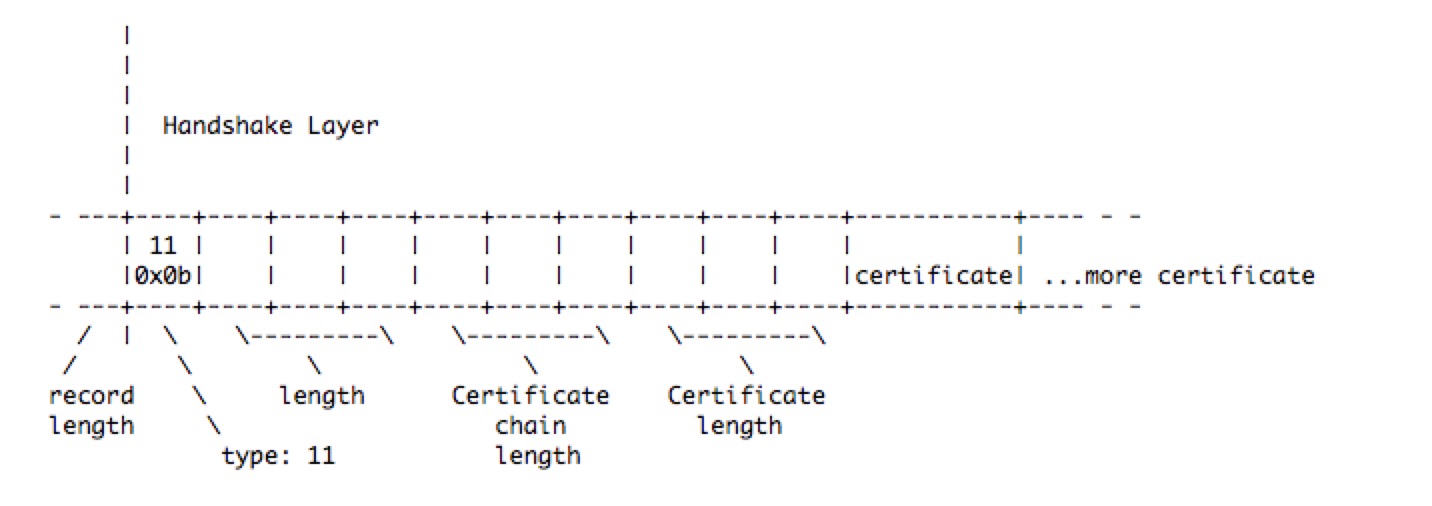 |
|
|
|  Handshake Layer
|
|
- ---+----+----+----+----+----+----+----+----+----+----+-----------+---- - -
| 11 |    |    |    |    |    |    |    |    |    |           |
|0x0b|    |    |    |    |    |    |    |    |    |certificate| ...more certificate
- ---+----+----+----+----+----+----+----+----+----+----+-----------+---- - -
/  |  \    \---------\    \---------\    \---------\
/       \        \              \              \
record    \     length      Certificate    Certificate
length     \                   chain         length
type: 11           length